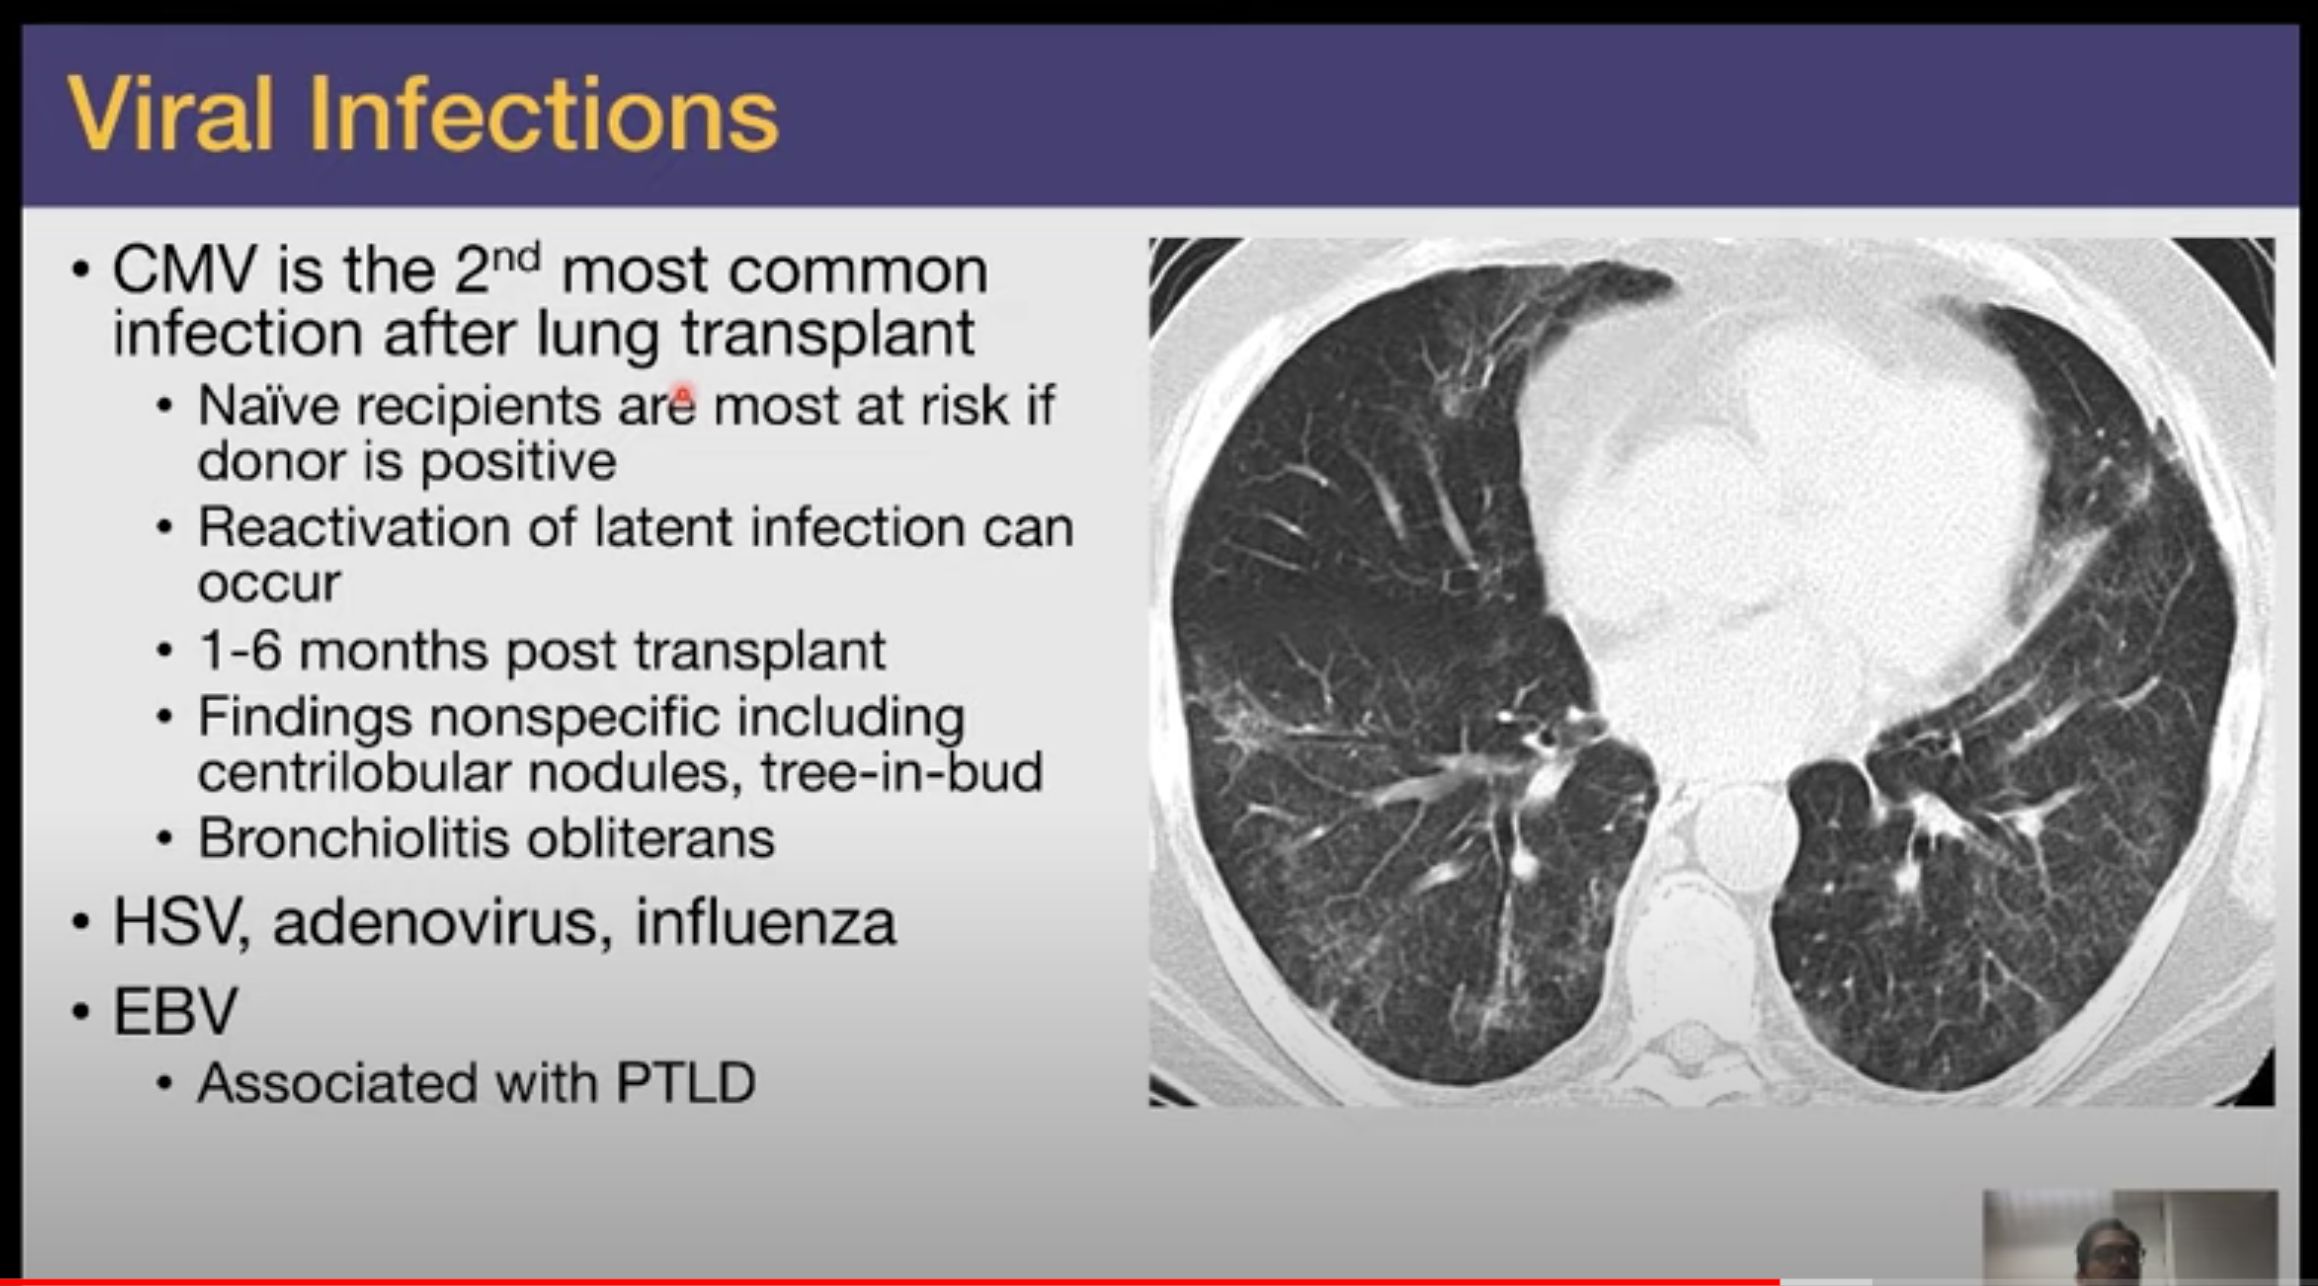 Viral Infections
• CMV is the 2nd most common
infection after lung transplant
• Naïve recipients are most at risk if
donor is positive
• Reactivation of latent infection can
occur
• 1-6 months post transplant
• Findings nonspecific including
centrilobular nodules, tree-in-bud
• Bronchiolitis obliterans
• HSV, adenovirus, influenza
• EBV
• Associated with PTLD